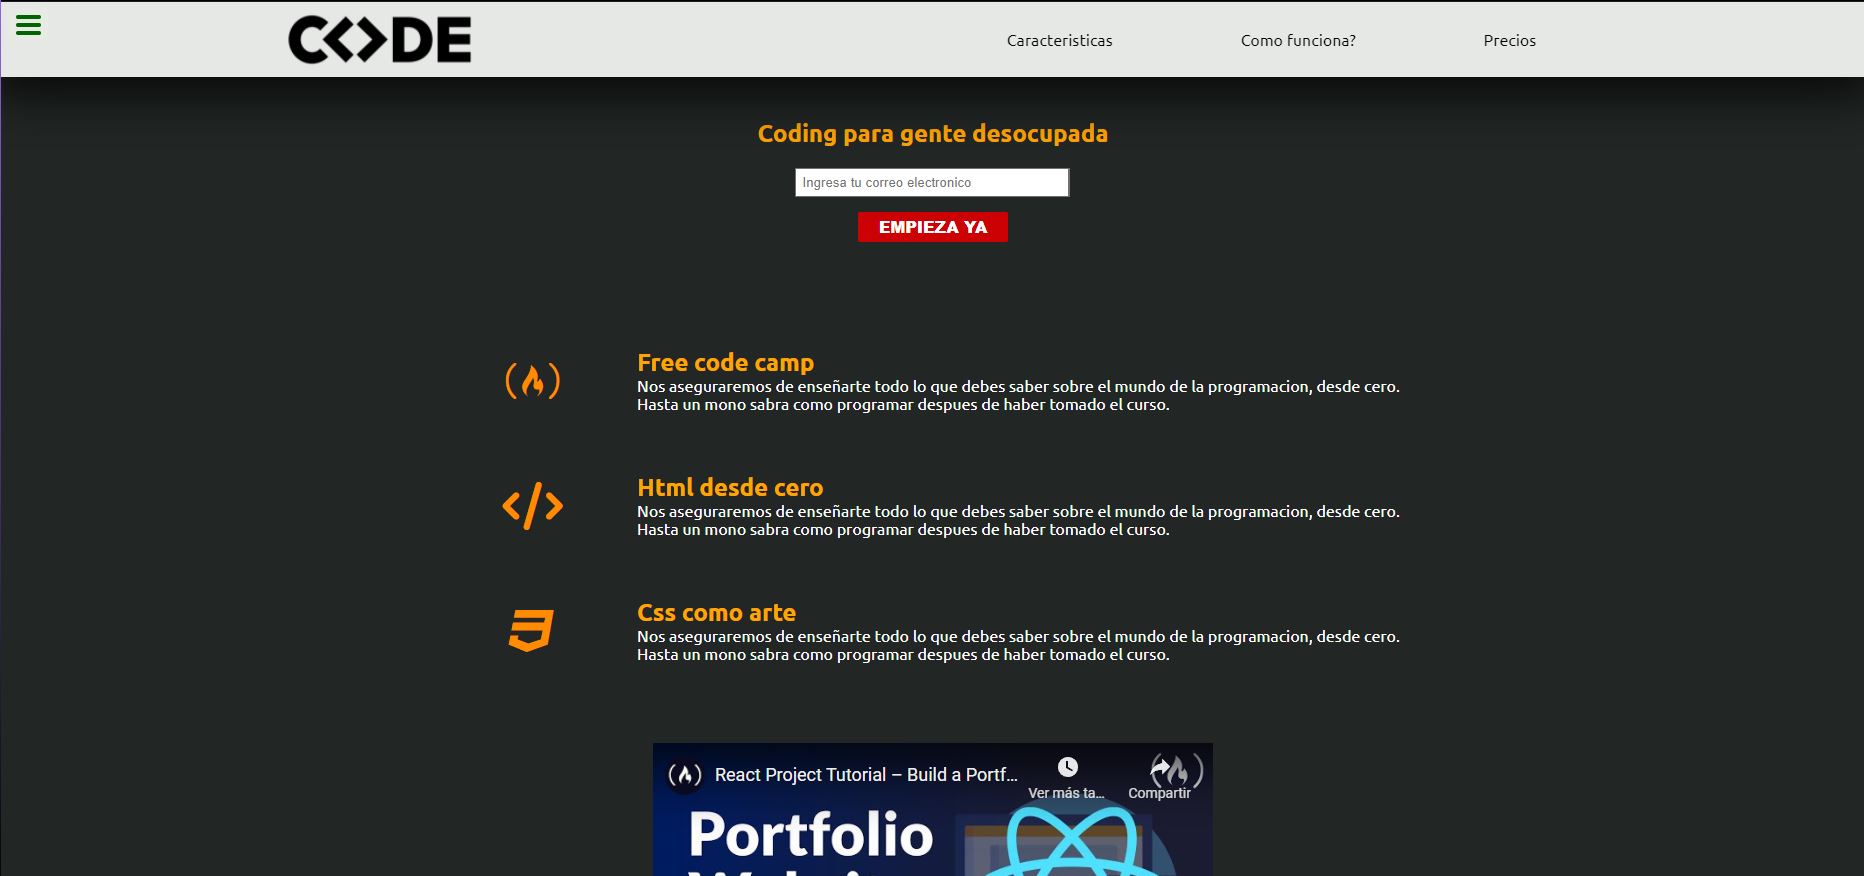 C<>DE
Caracteristicas
Como funciona?
Precios
Coding para gente desocupada
Ingresa tu correo electronico
EMPIEZA YA
Free code camp
Nos aseguraremos de enseñarte todo lo que debes saber sobre el mundo de la programacion, desde cero.
Hasta un mono sabra como programar despues de haber tomado el curso.
Html desde cero
Nos aseguraremos de enseñarte todo lo que debes saber sobre el mundo de la programacion, desde cero.
Hasta un mono sabra como programar despues de haber tomado el curso.
Css como arte
Nos aseguraremos de enseñarte todo lo que debes saber sobre el mundo de la programacion, desde cero.
Hasta un mono sabra como programar despues de haber tomado el curso.
React Project Tutorial – Build a Portf...
Ver más ta...
Compartir
Portfolio